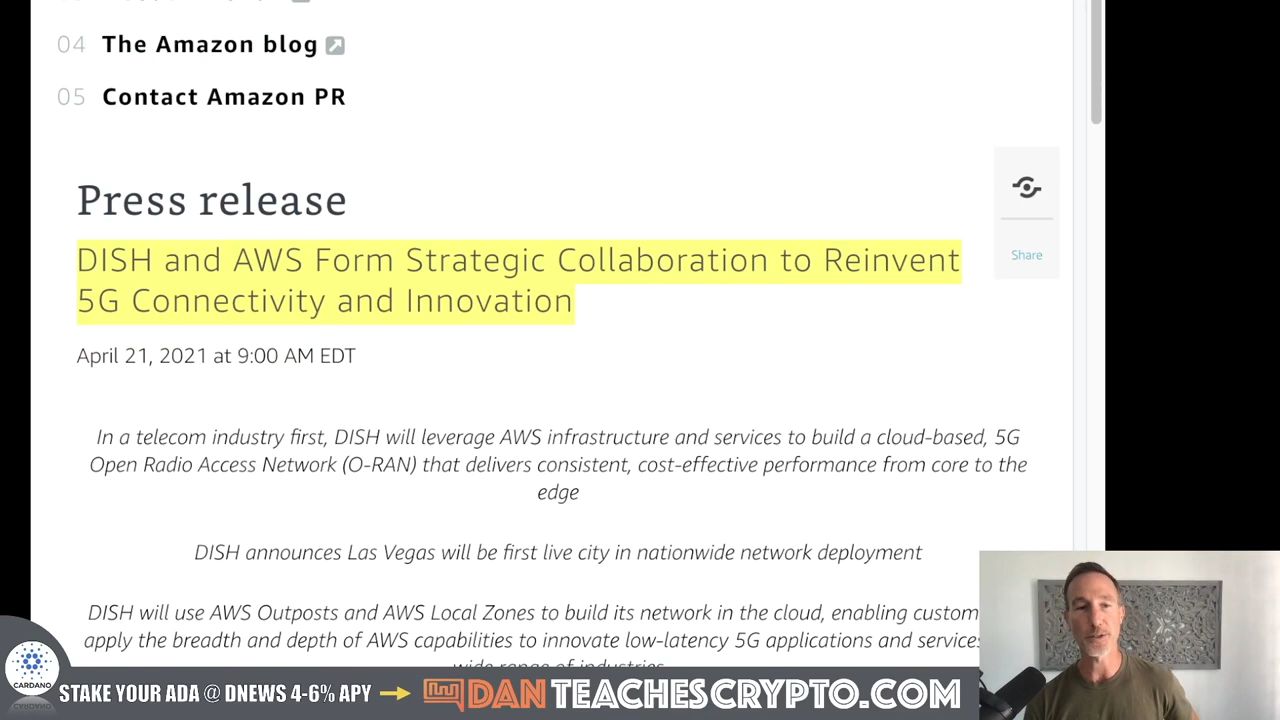 04 The Amazon blog
05 Contact Amazon PR
Press release
Share
DISH and AWS Form Strategic Collaboration to Reinvent
5G Connectivity and Innovation
April 21, 2021 at 9:00 AM EDT
In a telecom industry first, DISH will leverage AWS infrastructure and services to build a cloud-based, 5G
Open Radio Access Network (O-RAN) that delivers consistent, cost-effective performance from core to the
edge
DISH announces Las Vegas will be first live city in nationwide network deployment
DISH will use AWS Outposts and AWS Local Zones to build its network in the cloud, enabling custom
apply the breadth and depth of AWS capabilities to innovate low-latency 5G applications and services
wide range of industries
CARDANO
STAKE YOUR ADA @ DNEWS 4-6% APY
DANTEACHESCRYPTO.COM